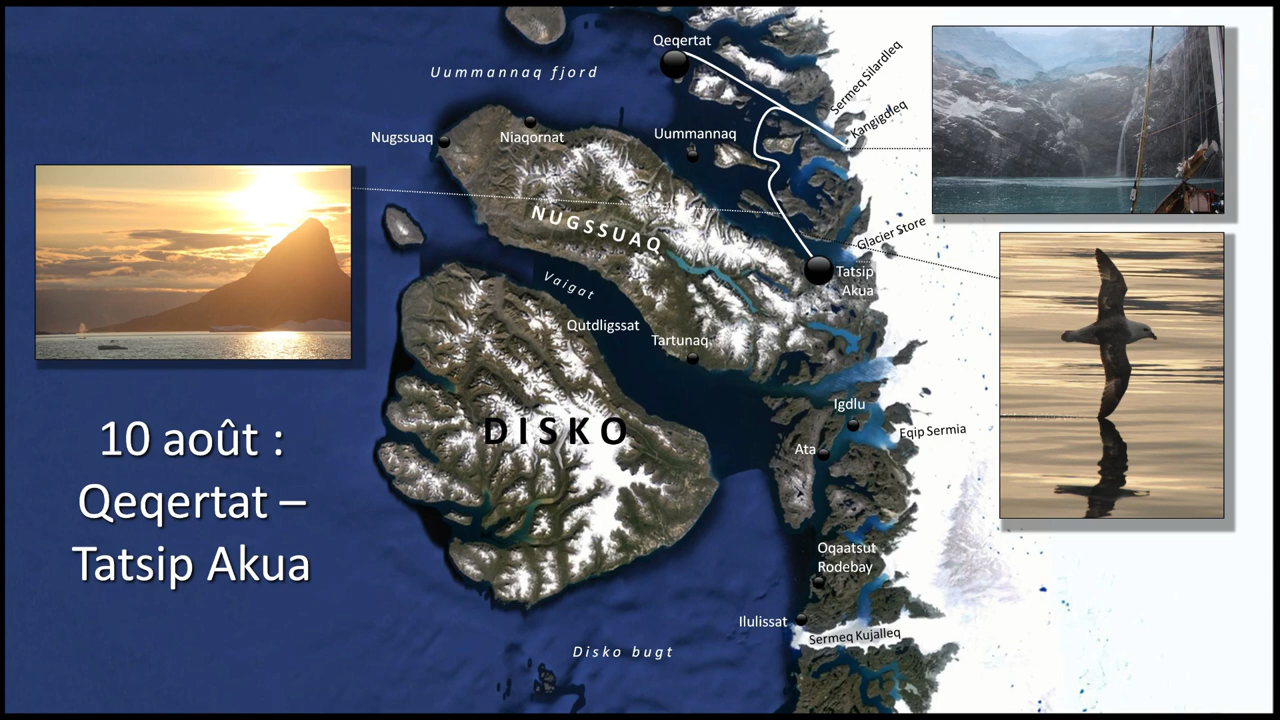 Qeqertat
Uummannaq fjord
Sermeq Silardleq
Kangigdleq
Nugssuaq
Niaqornat
Uummannaq
NUGSSUAQ
Glacier Store
Tatsip
Akua
Vaigat
Qutdligssat
Tartunaq
DISKO
Igdlu
Eqip Sermia
Ata
10 août :
Qeqertat –
Tatsip Akua
Oqaatsut
Rodebay
Ilulissat
Sermeq Kujalleq
Disko bugt